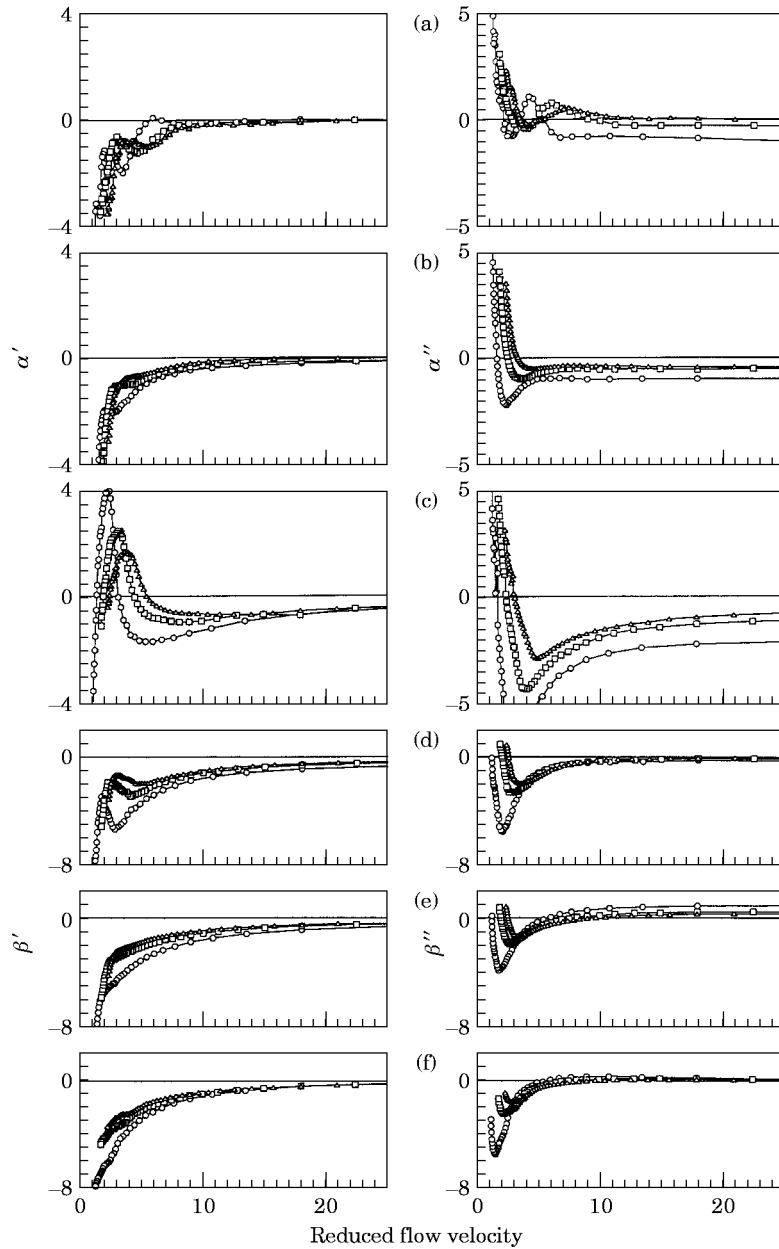 4 (a) 5
0 0
−4 −5
4 (b) 5
α′ 0 α″ 0
−4 −5
4 (c) 5
0 0
−4 −5
0 (d) 0
−8 −8
β′ 0 (e) β″ 0
−8 −8
0 (f) 0
−8 −8
0 10 20 0 10 20
Reduced flow velocity